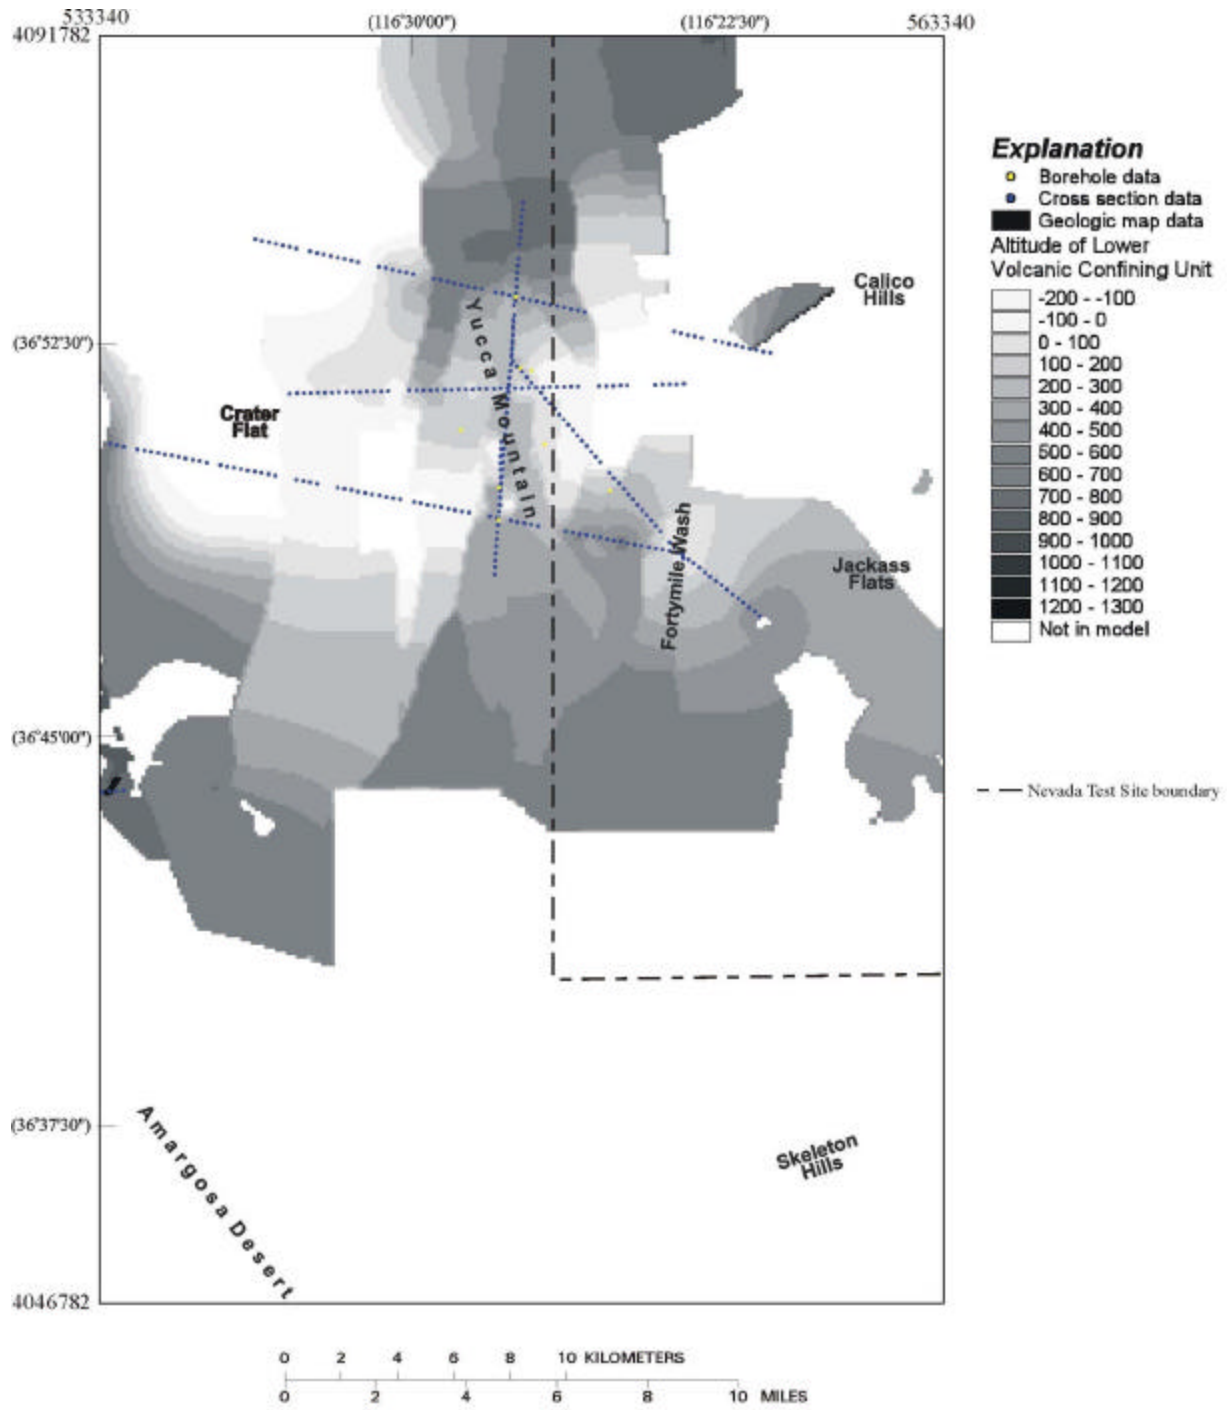 533340
(116°30'00")
(116°22'30")
563340
4091782
Explanation
Borehole data
Cross section data
Geologic map data
Altitude of Lower
Volcanic Confining Unit
-200 - -100
-100 - 0
0 - 100
100 - 200
200 - 300
300 - 400
400 - 500
500 - 600
600 - 700
700 - 800
800 - 900
900 - 1000
1000 - 1100
1100 - 1200
1200 - 1300
Not in model
Calico
Hills
(36°52'30")
Yucca Mountain
Crater
Flat
Fortymile Wash
Jackass
Flats
(36°45'00")
Nevada Test Site boundary
(36°37'30")
Amargosa Desert
Skeleton
Hills
4046782
0 2 4 6 8 10 KILOMETERS
0 2 4 6 8 10 MILES